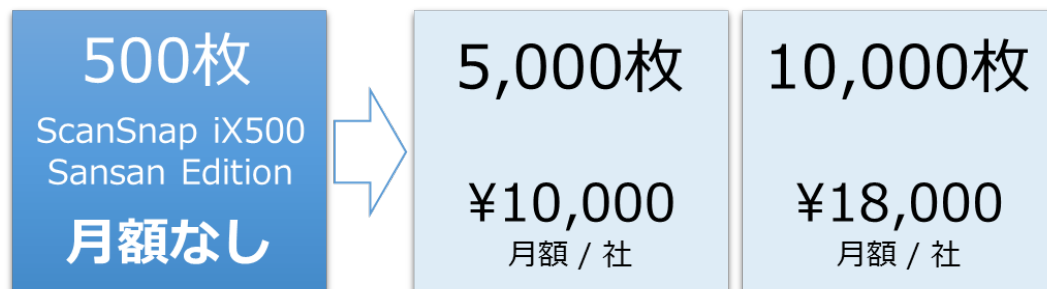 500枚
ScanSnap iX500
Sansan Edition
月額なし
5,000枚
¥10,000
月額 / 社
10,000枚
¥18,000
月額 / 社